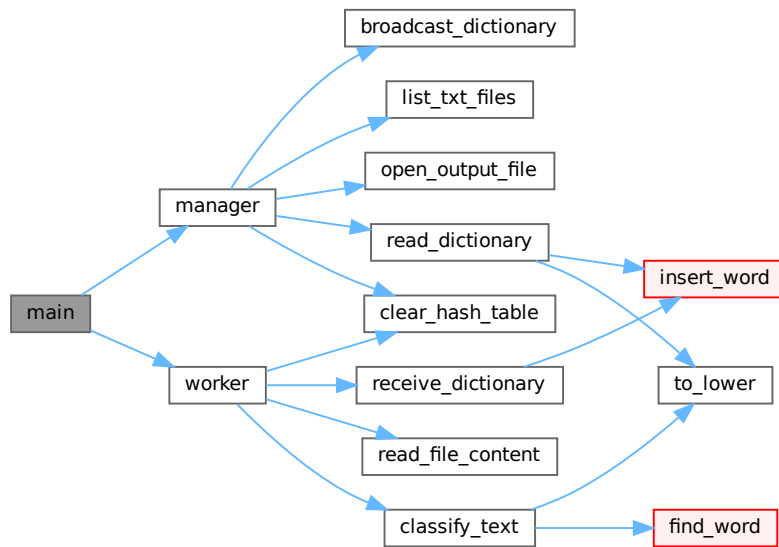 broadcast_dictionary
list_txt_files
open_output_file
manager
read_dictionary
insert_word
main
clear_hash_table
worker
receive_dictionary
to_lower
read_file_content
classify_text
find_word